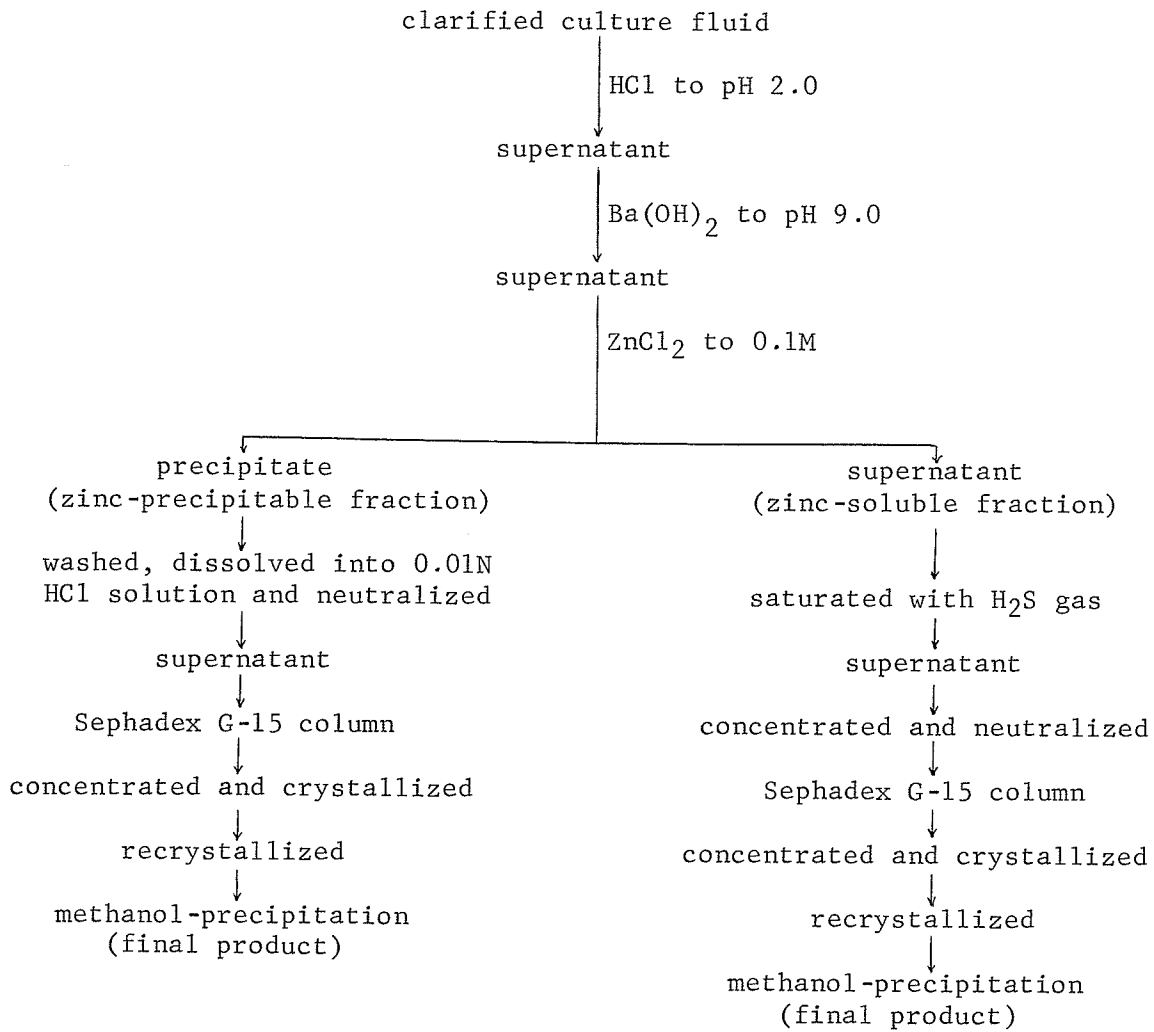 clarified culture fluid
HCl to pH 2.0
supernatant
Ba(OH)2 to pH 9.0
supernatant
ZnCl2 to 0.1M
precipitate
(zinc-precipitable fraction)
washed, dissolved into 0.01N
HCl solution and neutralized
supernatant
Sephadex G-15 column
concentrated and crystallized
recrystallized
methanol-precipitation
(final product)
supernatant
(zinc-soluble fraction)
saturated with H2S gas
supernatant
concentrated and neutralized
Sephadex G-15 column
concentrated and crystallized
recrystallized
methanol-precipitation
(final product)